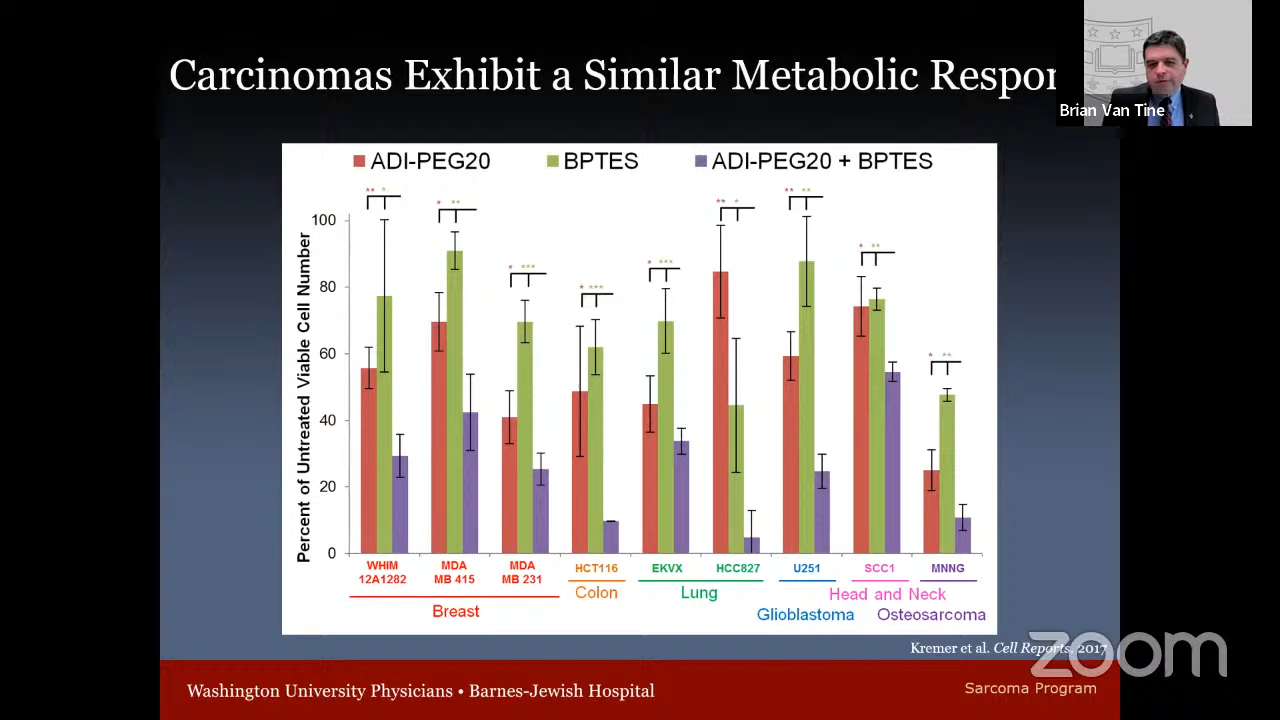 Carcinomas Exhibit a Similar Metabolic Respon
Brian Van Tine
ADI-PEG20 BPTES ADI-PEG20 + BPTES
** * * ** * *** * *** * *** ** * ** ** * ** * **
Percent of Untreated Viable Cell Number
100
80
60
40
20
0
WHIM 12A1282
MDA MB 415
MDA MB 231
HCT116
EKVX
HCC827
U251
SCC1
MNNG
Breast
Colon
Lung
Glioblastoma
Head and Neck
Osteosarcoma
Kremer et al. Cell Reports, 2017
zoom
Washington University Physicians • Barnes-Jewish Hospital
Sarcoma Program